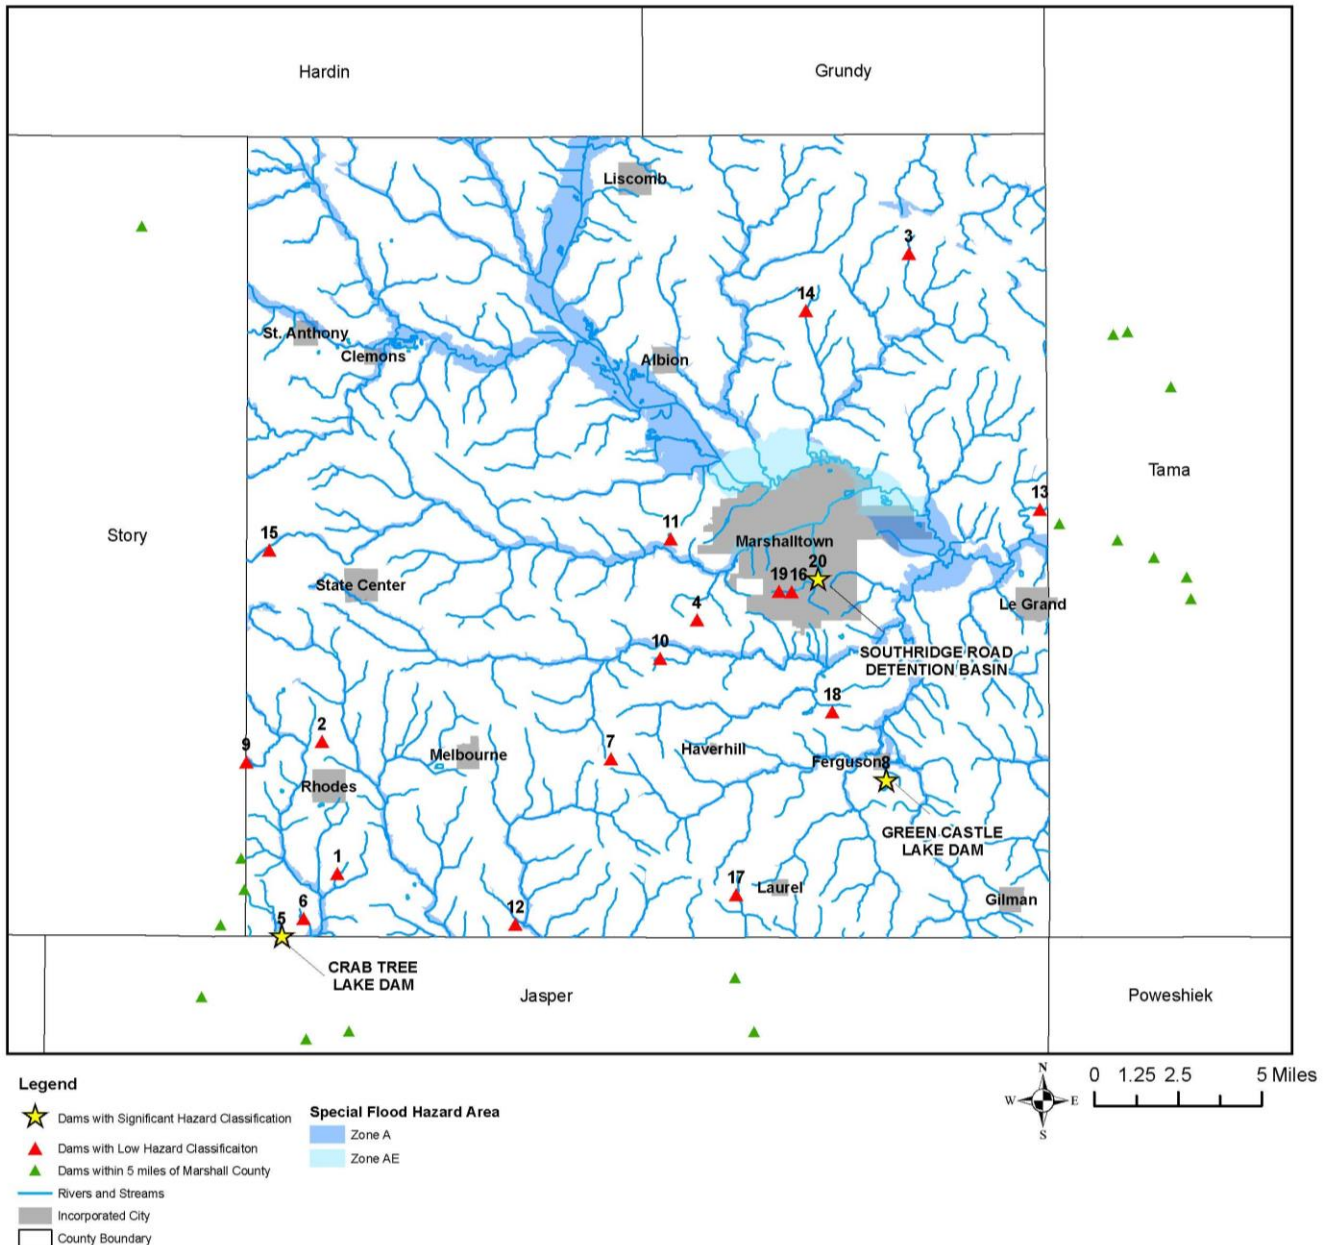 Hardin
Grundy
Liscomb
3
14
St. Anthony
Clemons
Albion
Tama
13
Story
15
11
Marshalltown
20
19 16
State Center
Le Grand
4
10
SOUTHRIDGE ROAD
DETENTION BASIN
18
2
9
Melbourne
7
Haverhill
Ferguson
8
Rhodes
GREEN CASTLE
LAKE DAM
1
17
Laurel
Gilman
6
5
12
CRAB TREE
LAKE DAM
Jasper
Poweshiek
N
W E
S
0 1.25 2.5 5 Miles
Legend
Dams with Significant Hazard Classification
Dams with Low Hazard Classificaiton
Dams within 5 miles of Marshall County
Rivers and Streams
Incorporated City
County Boundary
Special Flood Hazard Area
Zone A
Zone AE